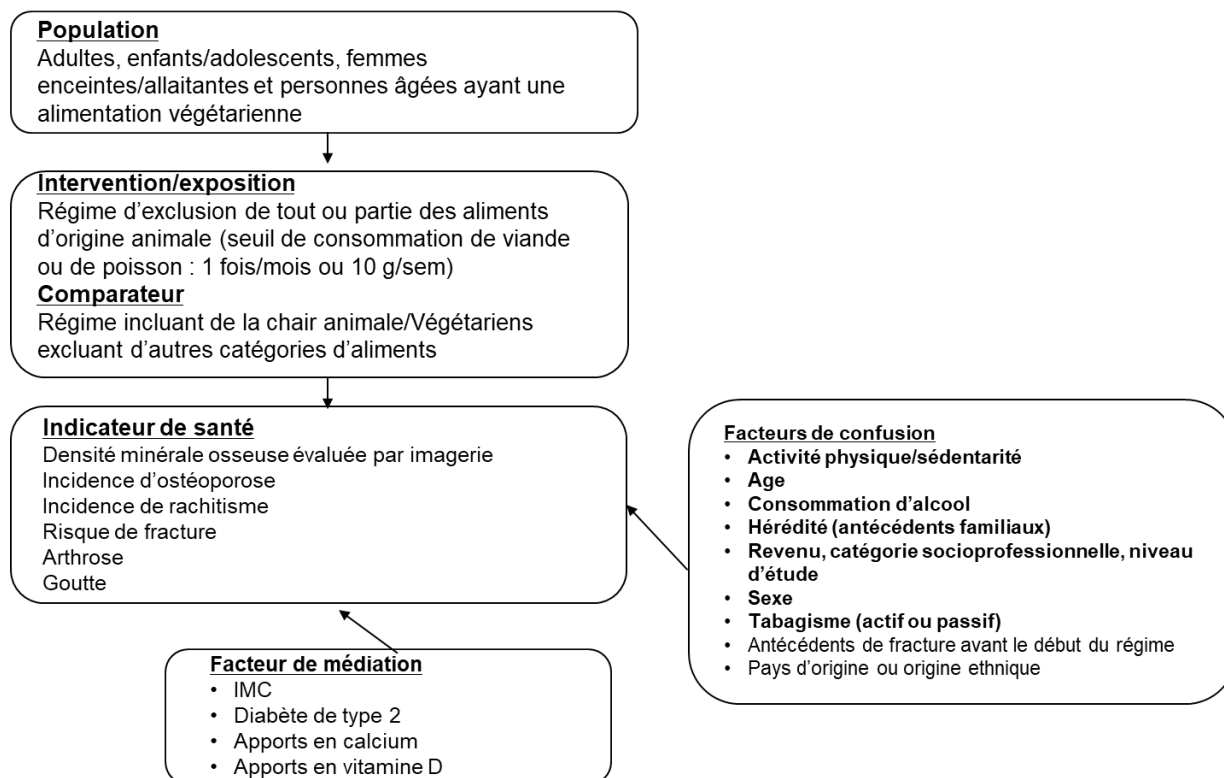 Population
Adultes, enfants/adolescents, femmes
enceintes/allaitantes et personnes âgées ayant une
alimentation végétarienne
Intervention/exposition
Régime d’exclusion de tout ou partie des aliments
d’origine animale (seuil de consommation de viande
ou de poisson : 1 fois/mois ou 10 g/sem)
Comparateur
Régime incluant de la chair animale/Végétariens
excluant d’autres catégories d’aliments
Indicateur de santé
Densité minérale osseuse évaluée par imagerie
Incidence d’ostéoporose
Incidence de rachitisme
Risque de fracture
Arthrose
Goutte
Facteurs de confusion
• Activité physique/sédentarité
• Age
• Consommation d’alcool
• Hérédité (antécédents familiaux)
• Revenu, catégorie socioprofessionnelle, niveau
d’étude
• Sexe
• Tabagisme (actif ou passif)
• Antécédents de fracture avant le début du régime
• Pays d’origine ou origine ethnique
Facteur de médiation
• IMC
• Diabète de type 2
• Apports en calcium
• Apports en vitamine D